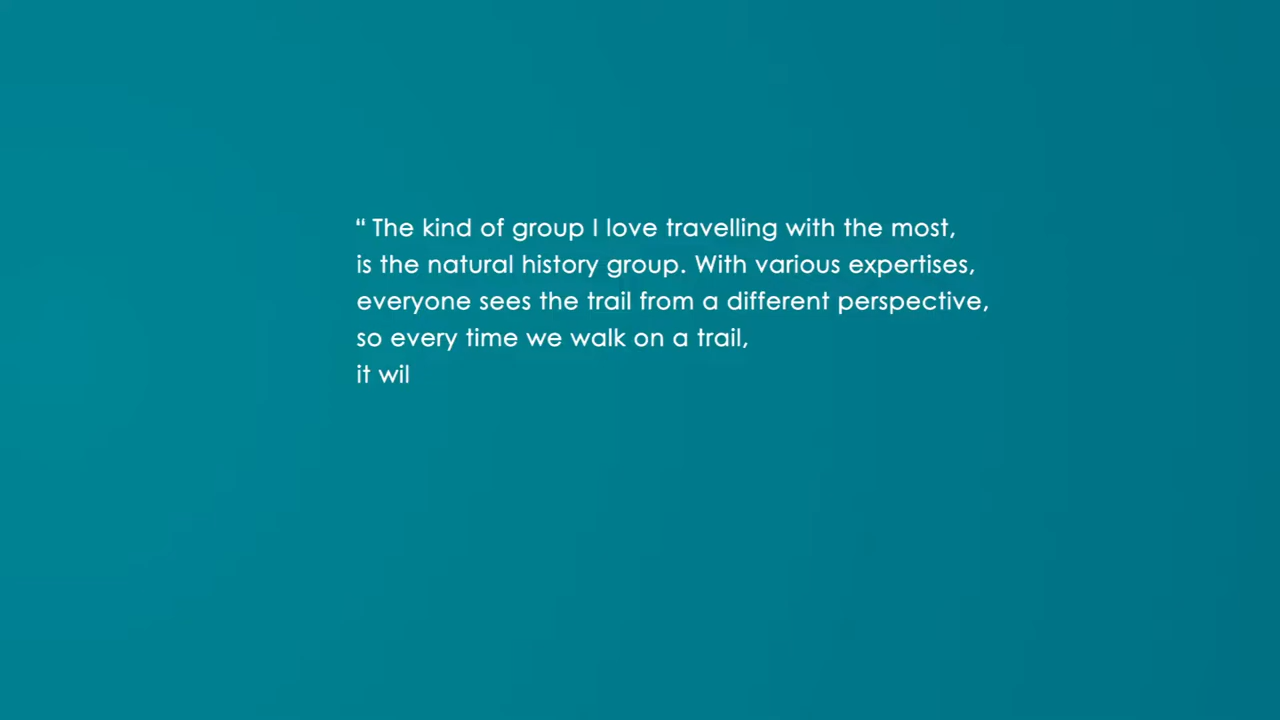 “ The kind of group I love travelling with the most,
is the natural history group. With various expertises,
everyone sees the trail from a different perspective,
so every time we walk on a trail,
it wil